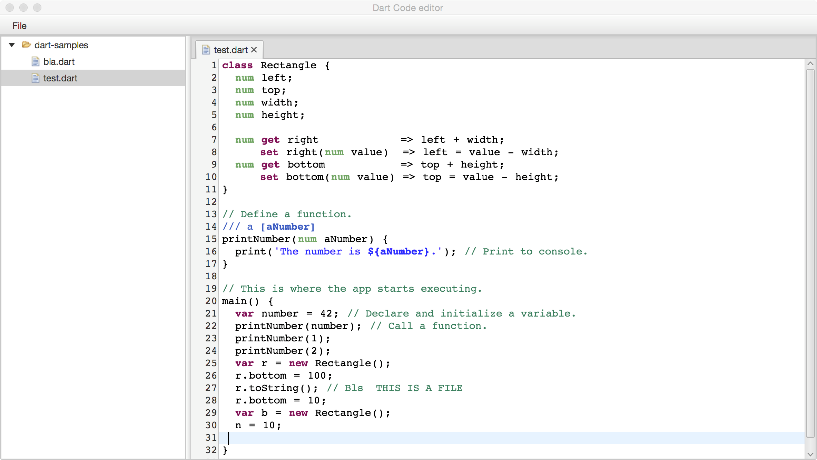 Dart Code editor
File
dart-samples
bla.dart
test.dart
test.dart
1 class Rectangle {
2   num left;
3   num top;
4   num width;
5   num height;
6
7   num get right             => left + width;
8       set right(num value)  => left = value - width;
9   num get bottom            => top + height;
10       set bottom(num value) => top = value - height;
11 }
12
13 // Define a function.
14 /// a [aNumber]
15 printNumber(num aNumber) {
16   print('The number is ${aNumber}.'); // Print to console.
17 }
18
19 // This is where the app starts executing.
20 main() {
21   var number = 42; // Declare and initialize a variable.
22   printNumber(number); // Call a function.
23   printNumber(1);
24   printNumber(2);
25   var r = new Rectangle();
26   r.bottom = 100;
27   r.toString(); // Bls  THIS IS A FILE
28   r.bottom = 10;
29   var b = new Rectangle();
30   n = 10;
31
32 }